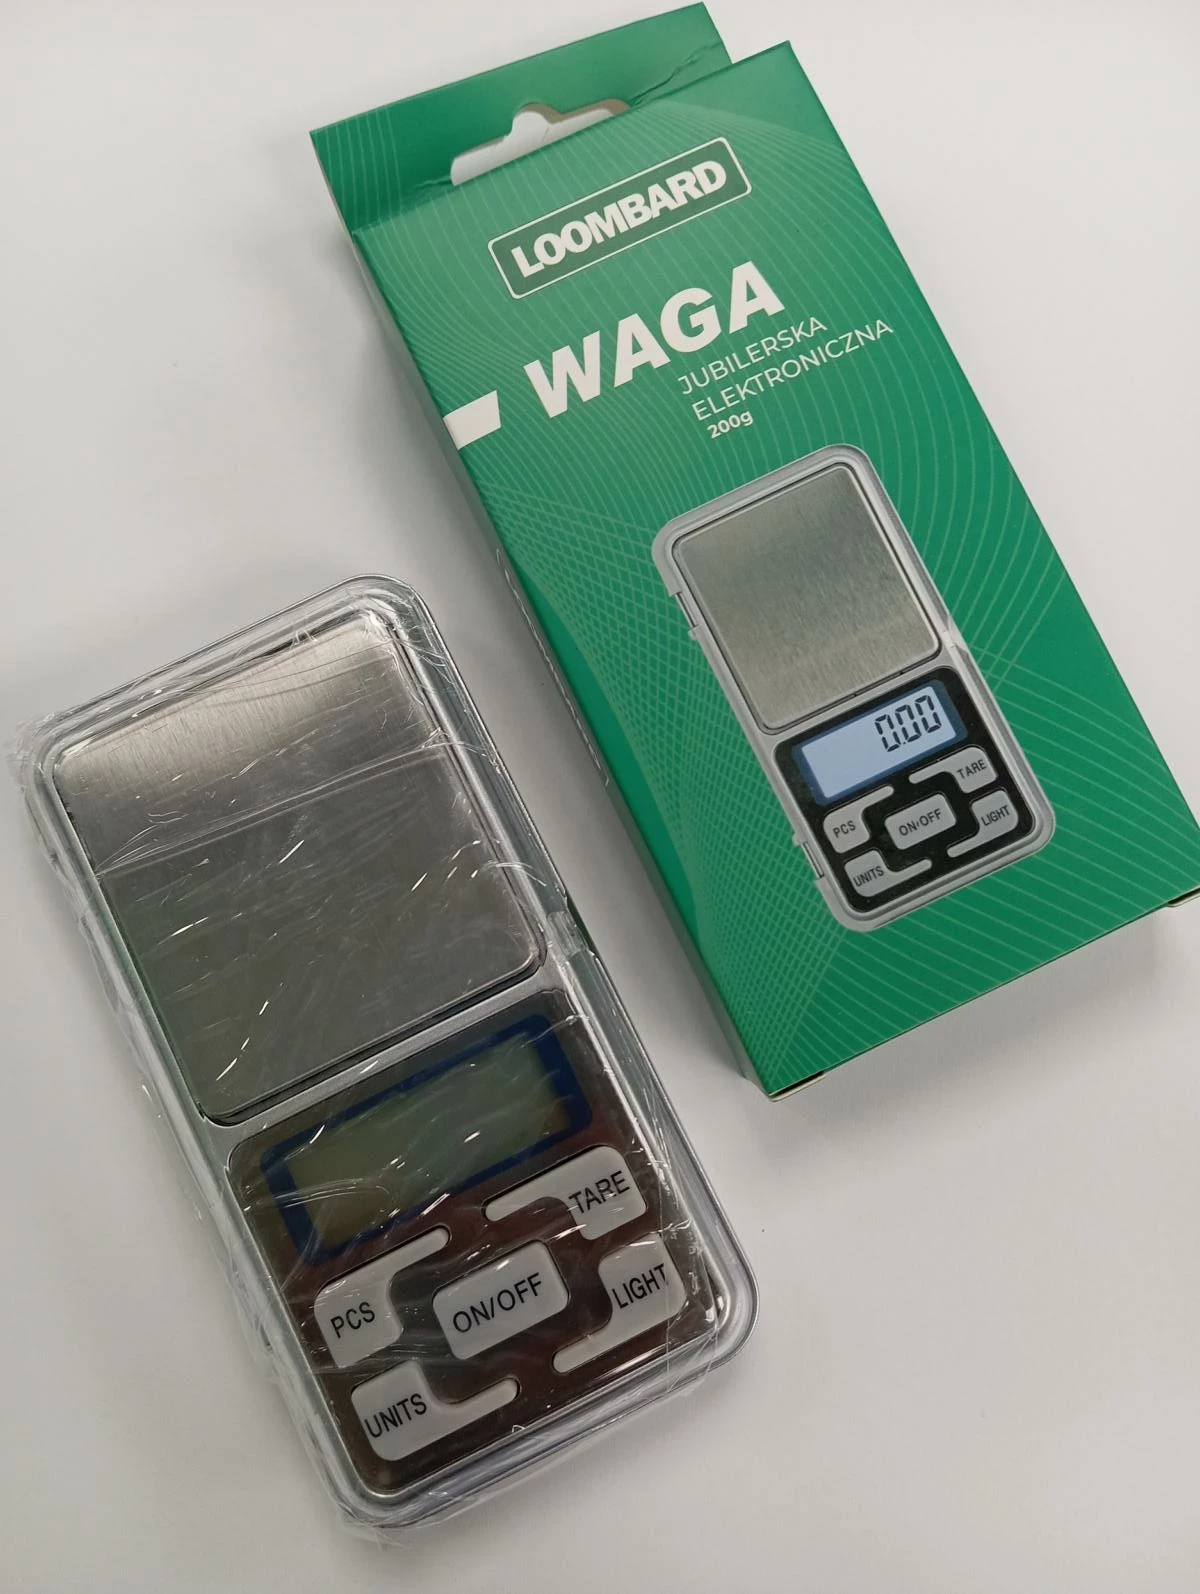 LOOMBARD
WAGA
JUBILERSKA
ELEKTRONICZNA
200g
0.00
TARE
PCS
ON/OFF
LIGHT
UNITS
TARE
PCS
ON/OFF
LIGHT
UNITS